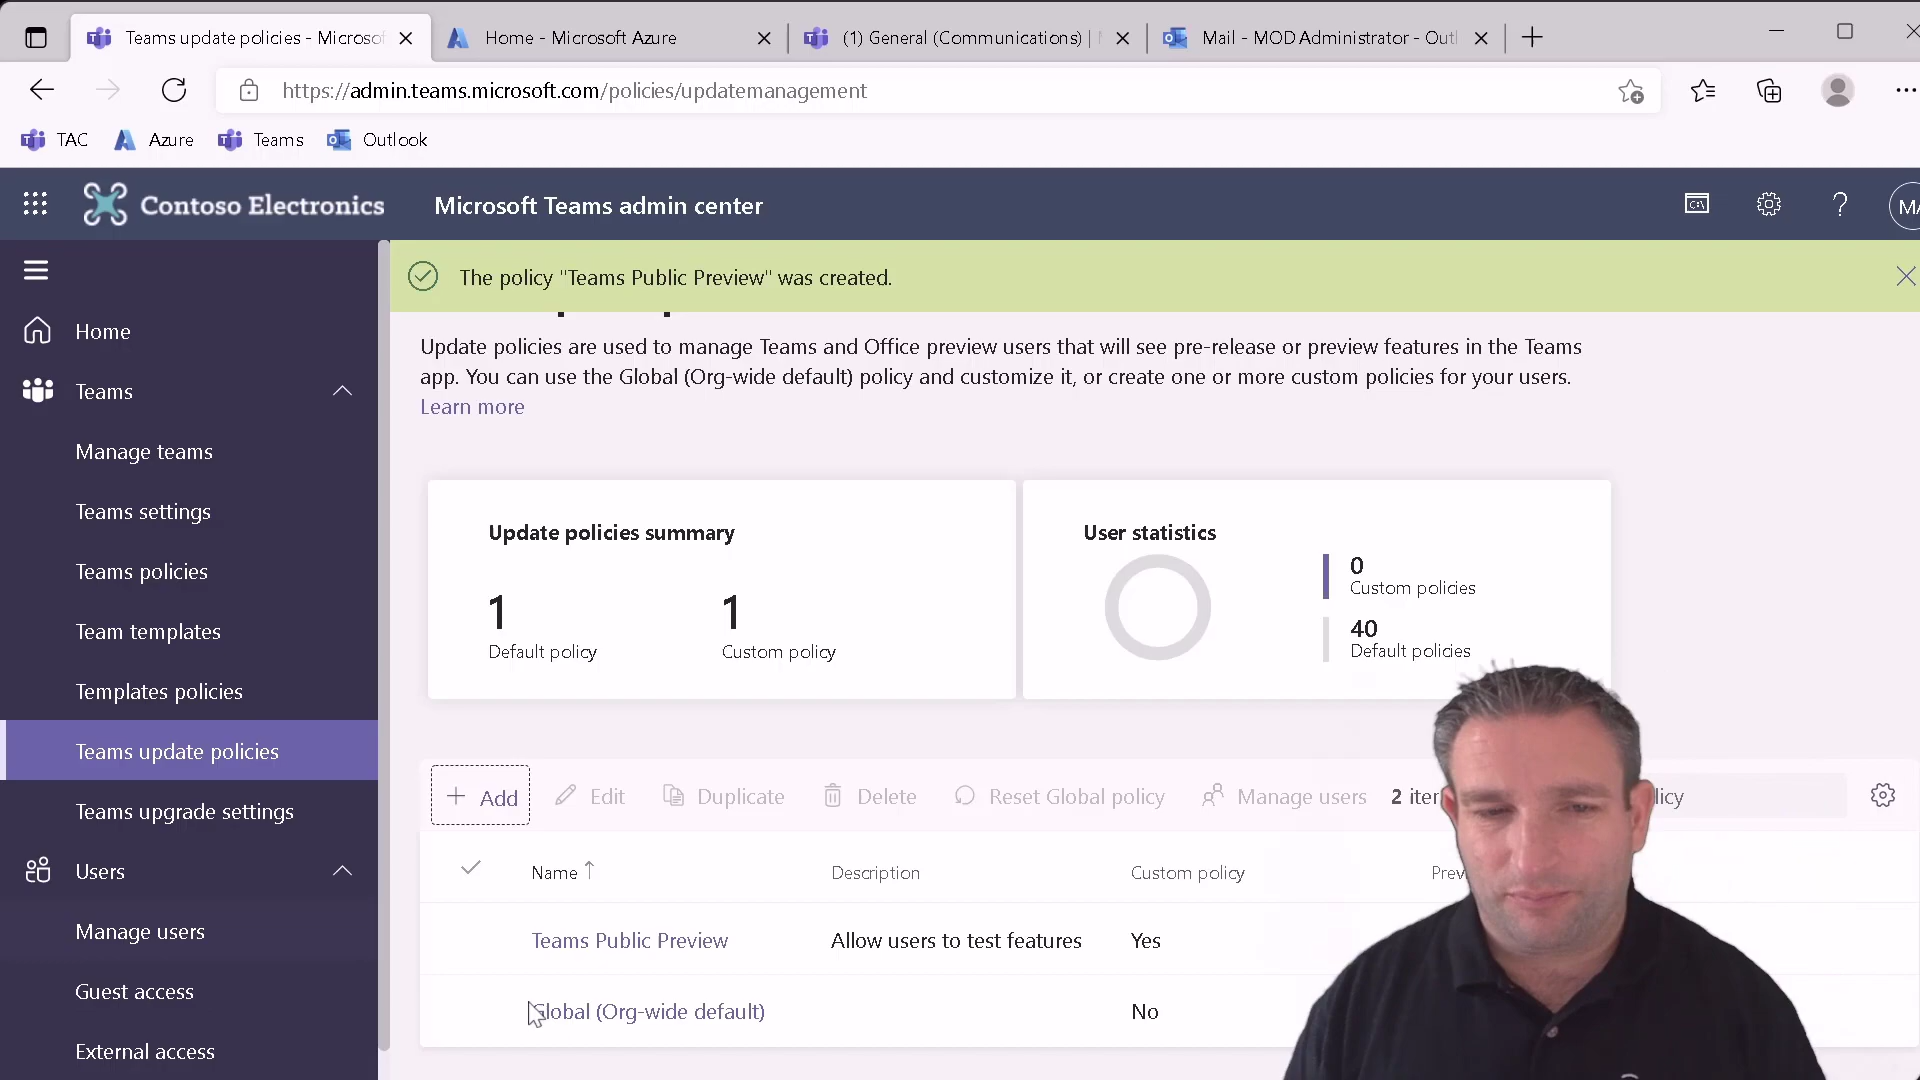 Teams update policies - Microsof
Home - Microsoft Azure
(1) General (Communications) |
Mail - MOD Administrator - Outl
https://admin.teams.microsoft.com/policies/updatemanagement
TAC
Azure
Teams
Outlook
Contoso Electronics
Microsoft Teams admin center
C:\
?
MA
The policy "Teams Public Preview" was created.
Home
Teams
Manage teams
Teams settings
Teams policies
Team templates
Templates policies
Teams update policies
Teams upgrade settings
Users
Manage users
Guest access
External access
Update policies are used to manage Teams and Office preview users that will see pre-release or preview features in the Teams
app. You can use the Global (Org-wide default) policy and customize it, or create one or more custom policies for your users.
Learn more
Update policies summary
1
Default policy
1
Custom policy
User statistics
0
Custom policies
40
Default policies
+ Add
Edit
Duplicate
Delete
Reset Global policy
Manage users
2 iter
licy
Name ↑
Description
Custom policy
Previ
Teams Public Preview
Allow users to test features
Yes
Global (Org-wide default)
No